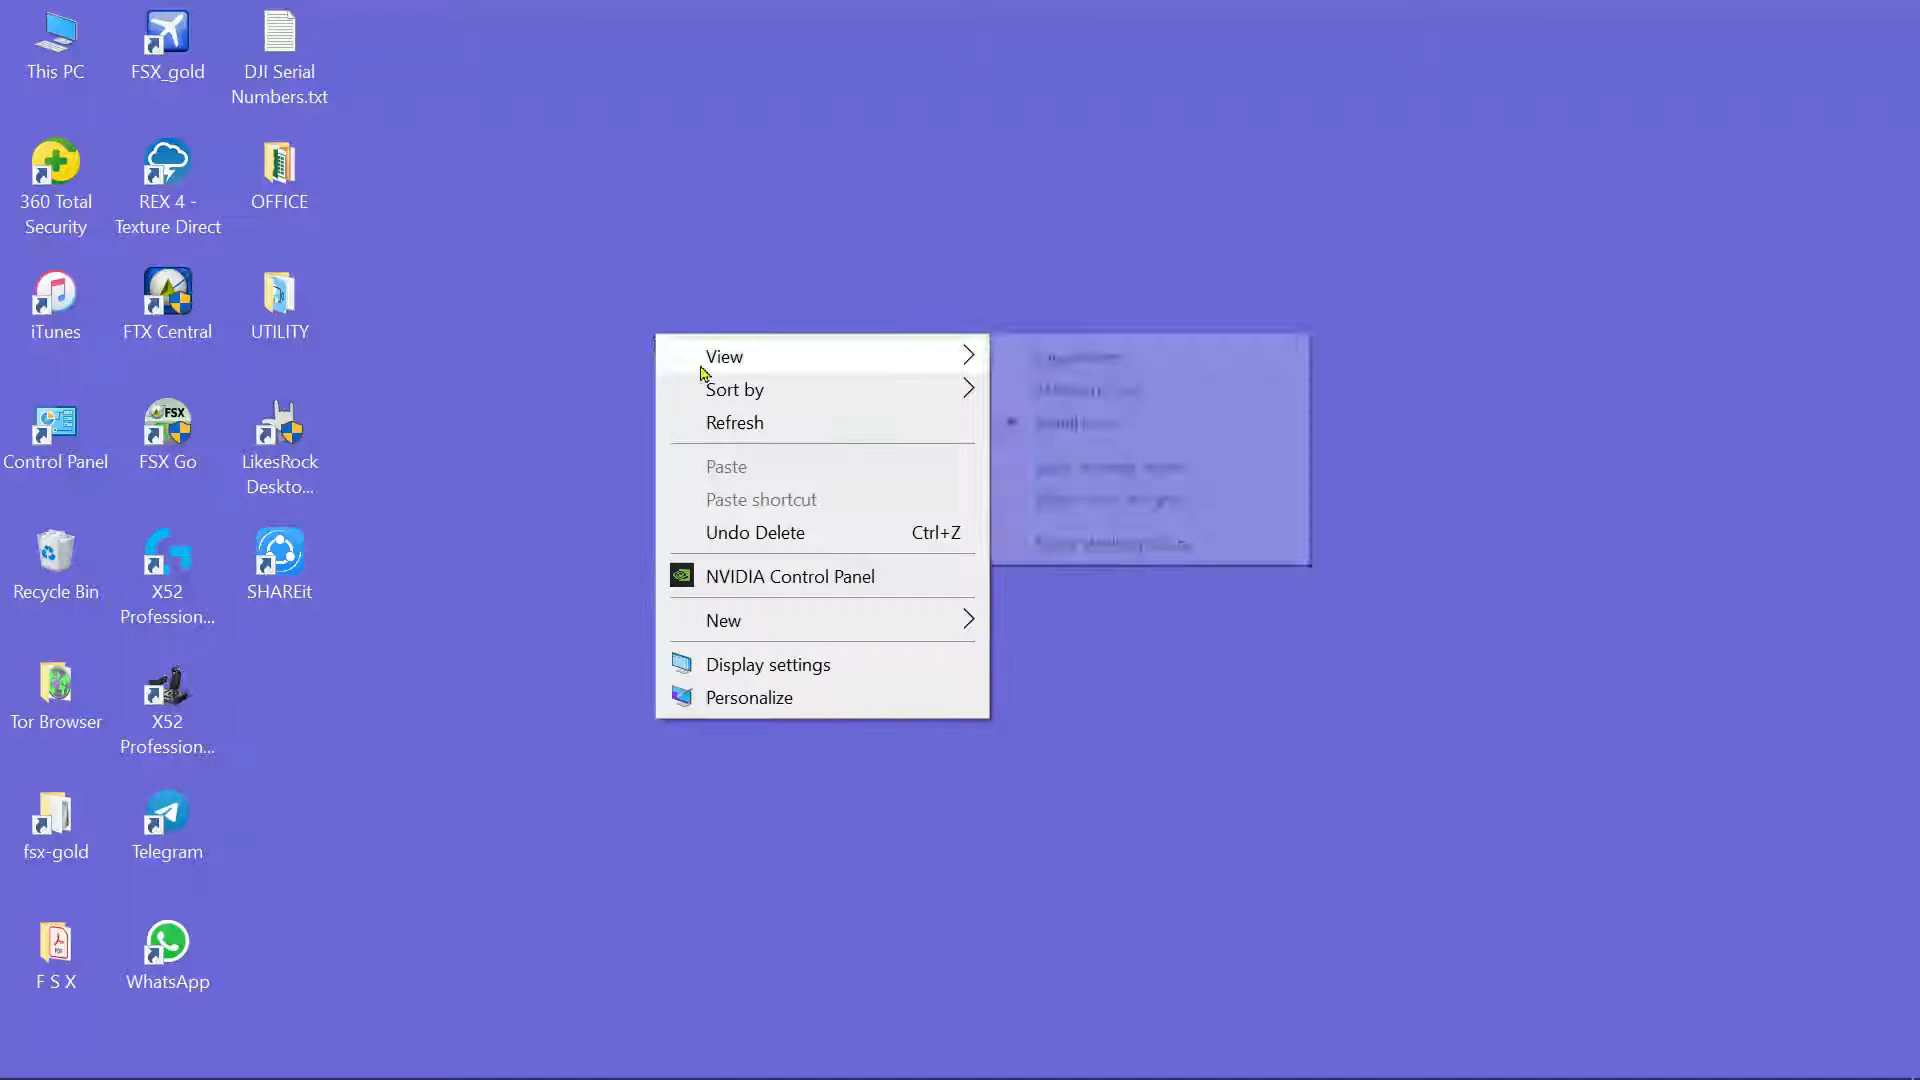 This PC
FSX_gold
DJI Serial
Numbers.txt
360 Total
Security
REX 4 -
Texture Direct
OFFICE
iTunes
FTX Central
UTILITY
Control Panel
FSX
FSX Go
LikesRock
Deskto...
Recycle Bin
X52
Profession...
SHAREit
Tor Browser
X52
Profession...
fsx-gold
Telegram
F S X
WhatsApp
View
Sort by
Refresh
Paste
Paste shortcut
Undo Delete Ctrl+Z
NVIDIA Control Panel
New
Display settings
Personalize